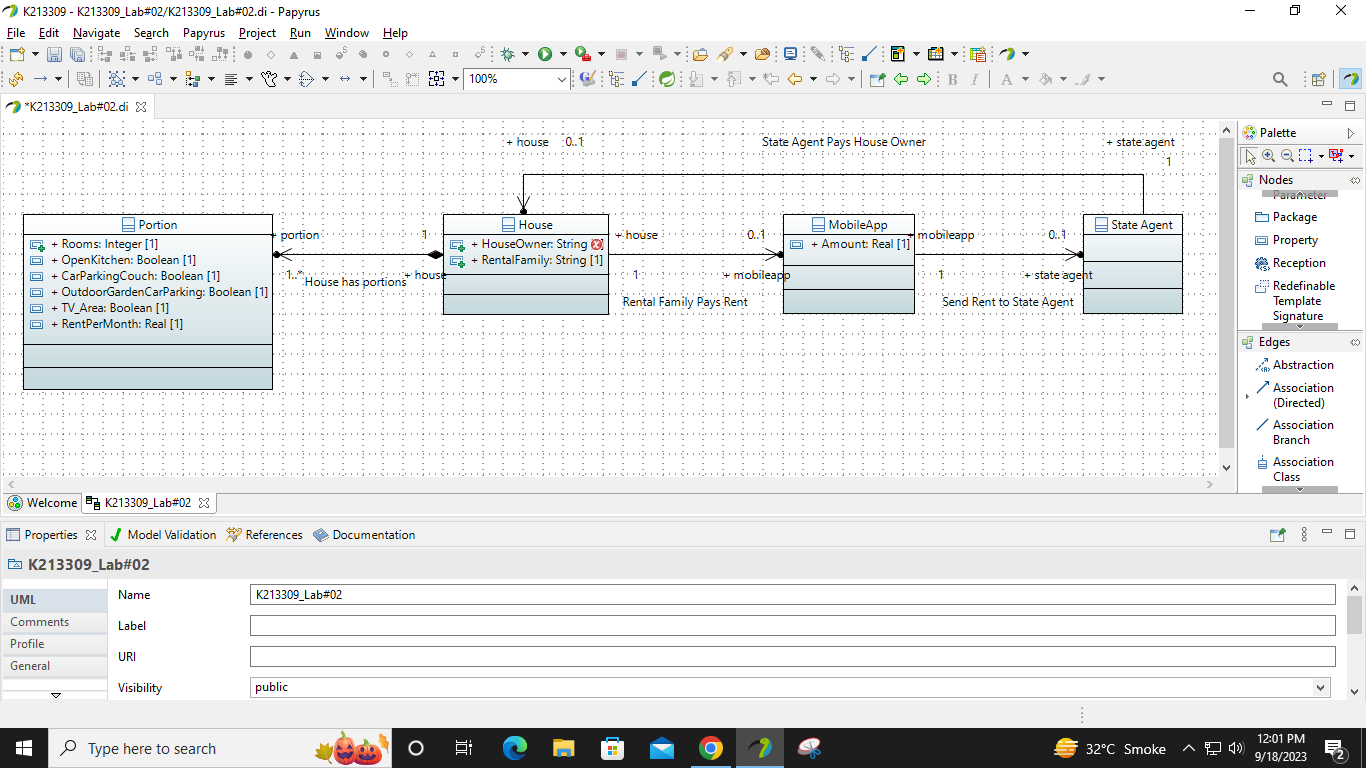 K213309 - K213309_Lab#02/K213309_Lab#02.di - Papyrus
File Edit Navigate Search Papyrus Project Run Window Help
100%
B I A
*K213309_Lab#02.di
+ house 0..1 State Agent Pays House Owner + state agent
1
Portion House MobileApp State Agent
+ Rooms: Integer [1]
+ OpenKitchen: Boolean [1]
+ CarParkingCouch: Boolean [1]
+ OutdoorGardenCarParking: Boolean [1]
+ TV_Area: Boolean [1]
+ RentPerMonth: Real [1]
+ portion 1
1..* House has portions + house
+ HouseOwner: String
+ RentalFamily: String [1]
+ house 0..1
1 + mobileapp
Rental Family Pays Rent
+ Amount: Real [1]
+ mobileapp 0..1
1 + state agent
Send Rent to State Agent
Palette
Nodes
Parameter
Package
Property
Reception
Redefinable
Template
Signature
Edges
Abstraction
Association
(Directed)
Association
Branch
Association
Class
Welcome K213309_Lab#02
Properties Model Validation References Documentation
K213309_Lab#02
UML
Comments
Profile
General
Name K213309_Lab#02
Label
URI
Visibility public
Type here to search
32°C Smoke
12:01 PM
9/18/2023
2